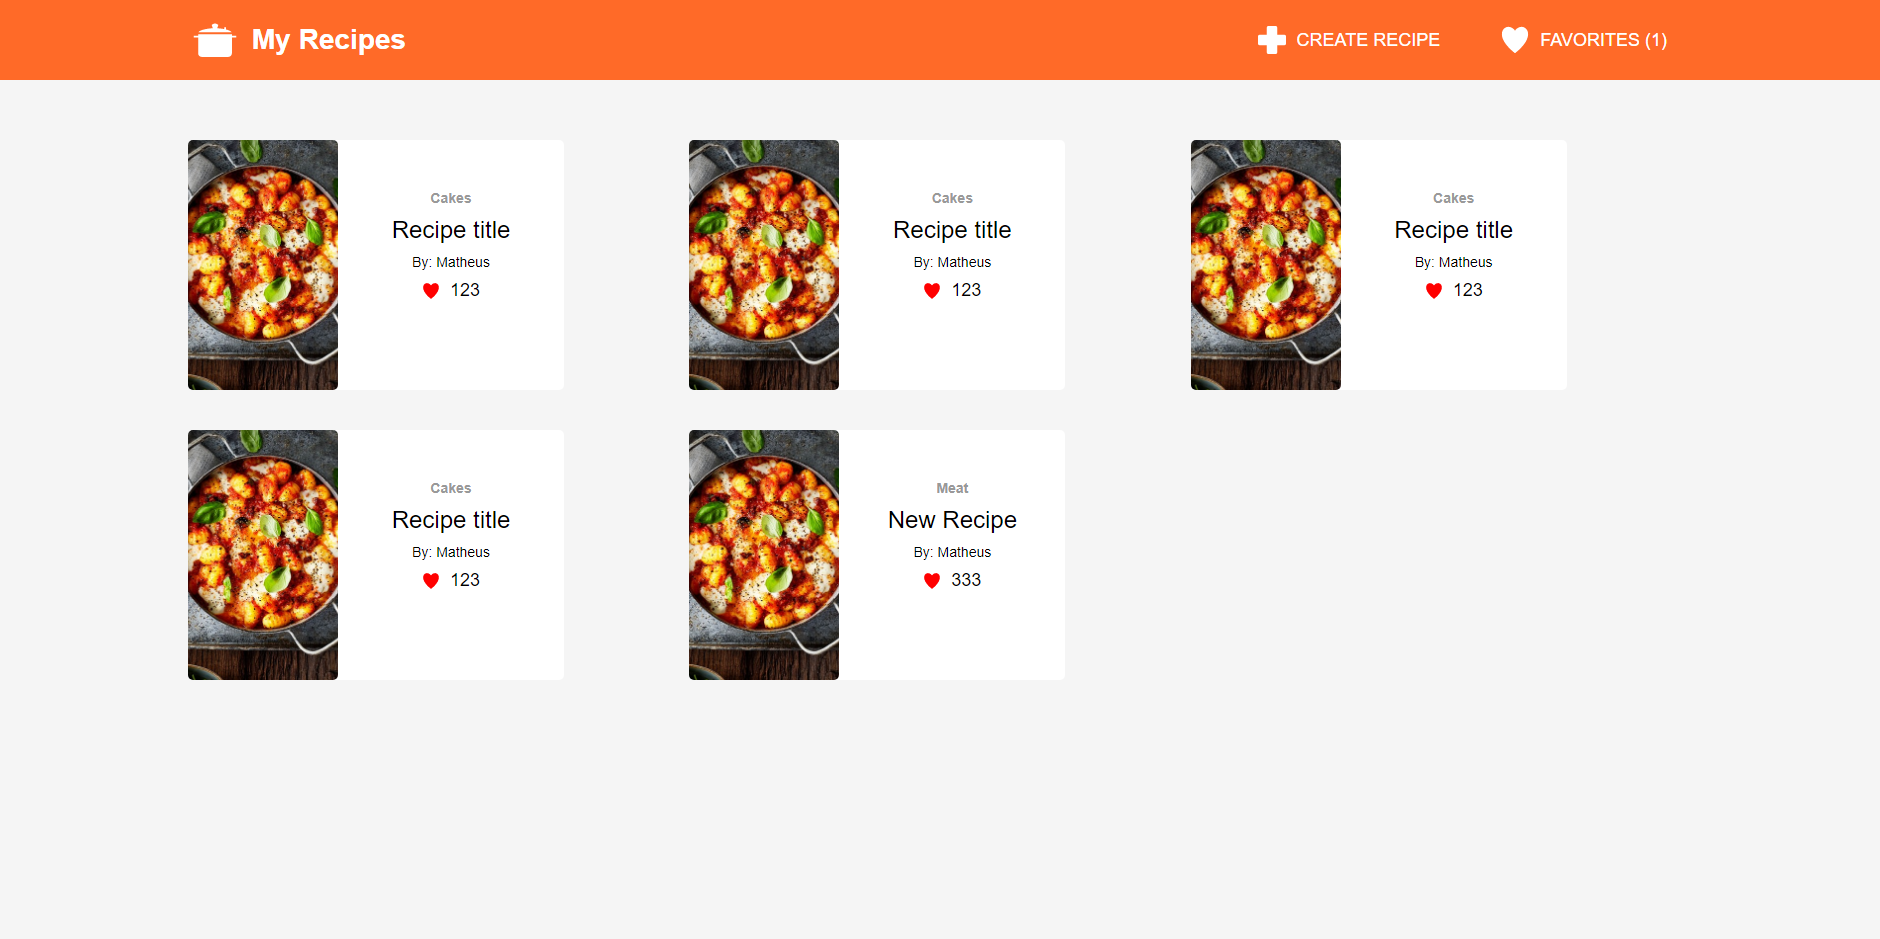 My Recipes
CREATE RECIPE
FAVORITES (1)
Cakes
Recipe title
By: Matheus
123
Cakes
Recipe title
By: Matheus
123
Cakes
Recipe title
By: Matheus
123
Cakes
Recipe title
By: Matheus
123
Meat
New Recipe
By: Matheus
333